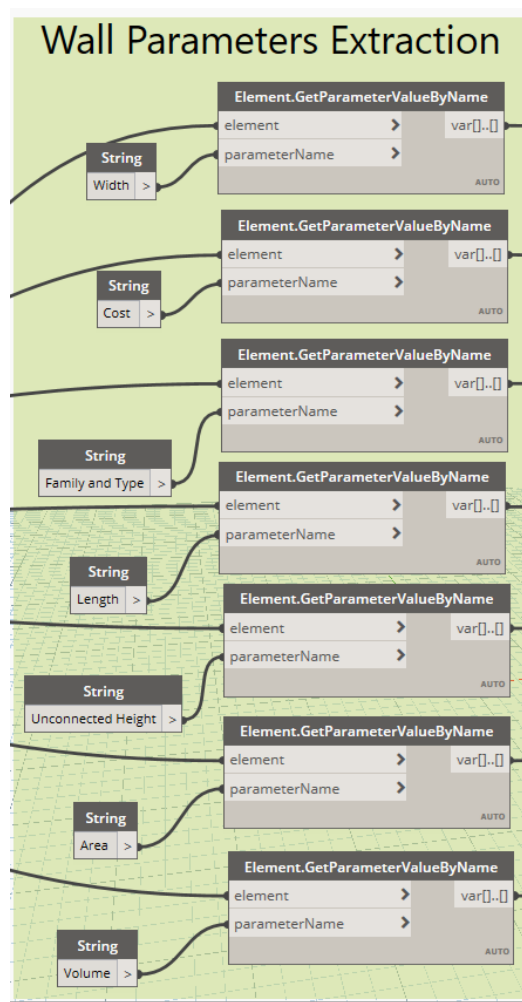 Wall Parameters Extraction
Element.GetParameterValueByName
element > var[]..[]
parameterName >
AUTO
String
Width >
Element.GetParameterValueByName
element > var[]..[]
parameterName >
AUTO
String
Cost >
Element.GetParameterValueByName
element > var[]..[]
parameterName >
AUTO
String
Family and Type >
Element.GetParameterValueByName
element > var[]..[]
parameterName >
AUTO
String
Length >
Element.GetParameterValueByName
element > var[]..[]
parameterName >
AUTO
String
Unconnected Height >
Element.GetParameterValueByName
element > var[]..[]
parameterName >
AUTO
String
Area >
Element.GetParameterValueByName
element > var[]..[]
parameterName >
AUTO
String
Volume >